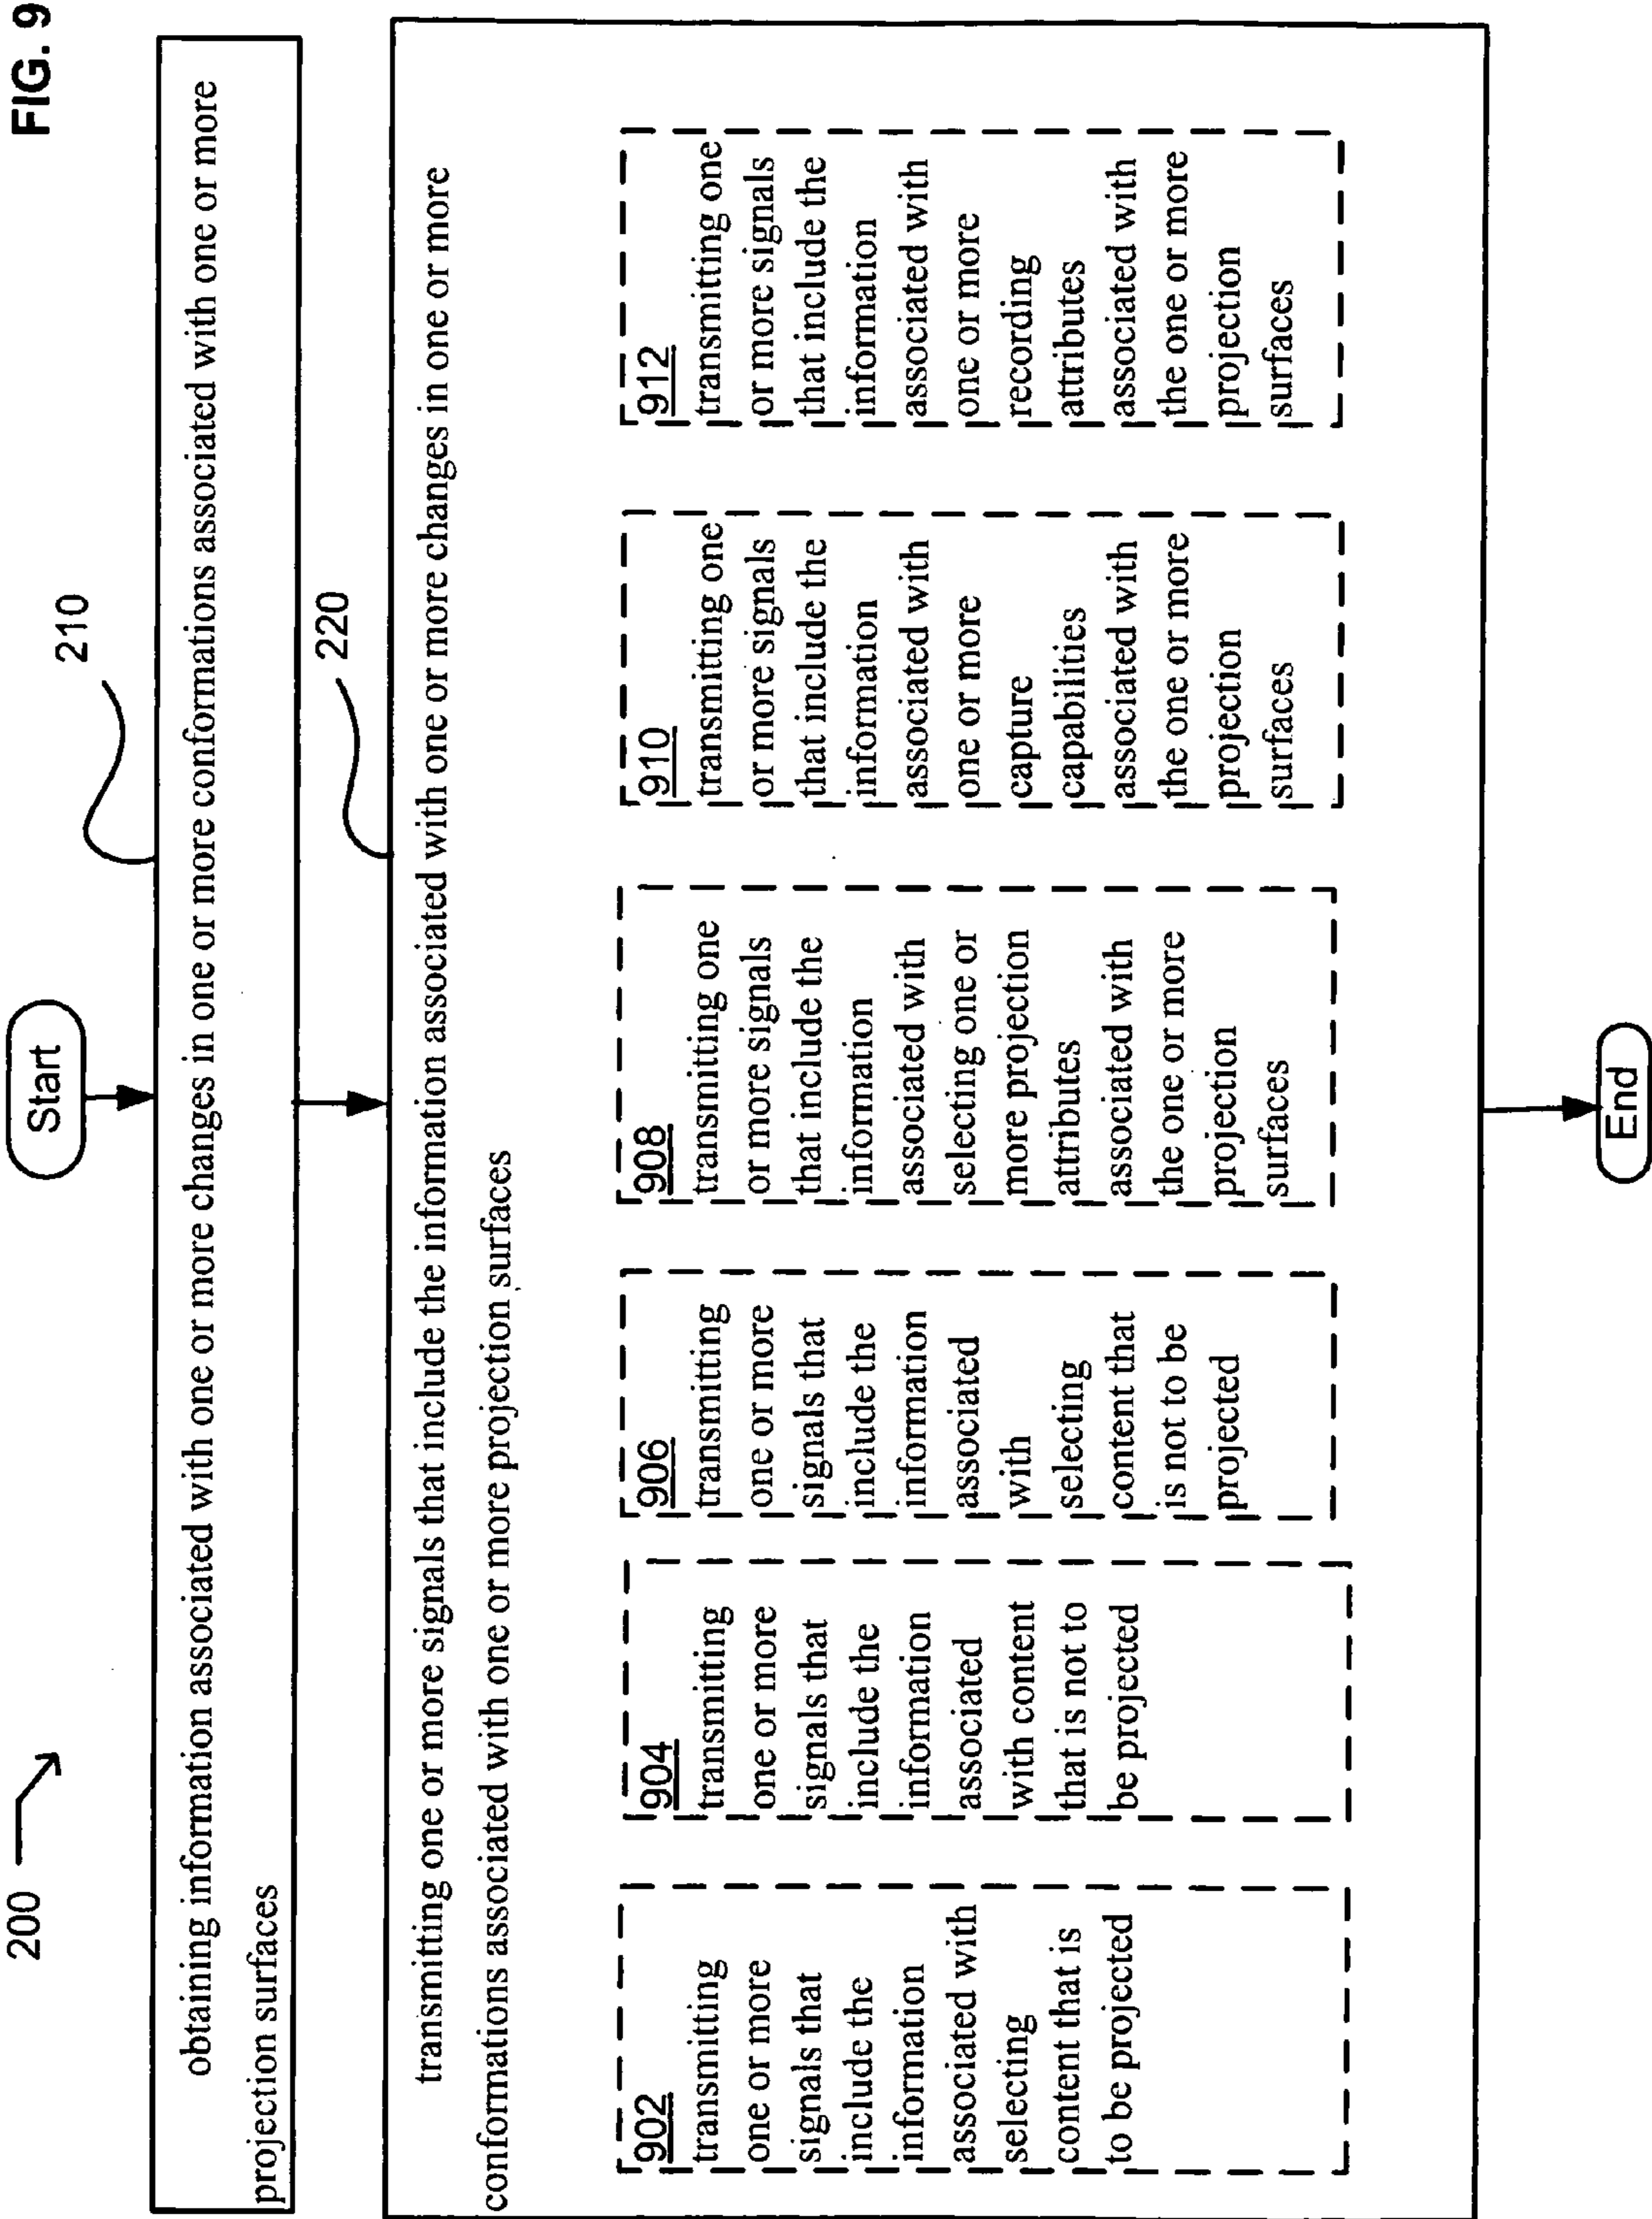 FIG. 9
200
Start
210
obtaining information associated with one or more changes in one or more conformations associated with one or more
projection surfaces
220
transmitting one or more signals that include the information associated with one or more changes in one or more
conformations associated with one or more projection surfaces
902
transmitting
one or more
signals that
include the
information
associated with
selecting
content that is
to be projected
904
transmitting
one or more
signals that
include the
information
associated
with content
that is not to
be projected
906
transmitting
one or more
signals that
include the
information
associated
with
selecting
content that
is not to be
projected
908
transmitting one
or more signals
that include the
information
associated with
selecting one or
more projection
attributes
associated with
the one or more
projection
surfaces
910
transmitting one
or more signals
that include the
information
associated with
one or more
capture
capabilities
associated with
the one or more
projection
surfaces
912
transmitting one
or more signals
that include the
information
associated with
one or more
recording
attributes
associated with
the one or more
projection
surfaces
End